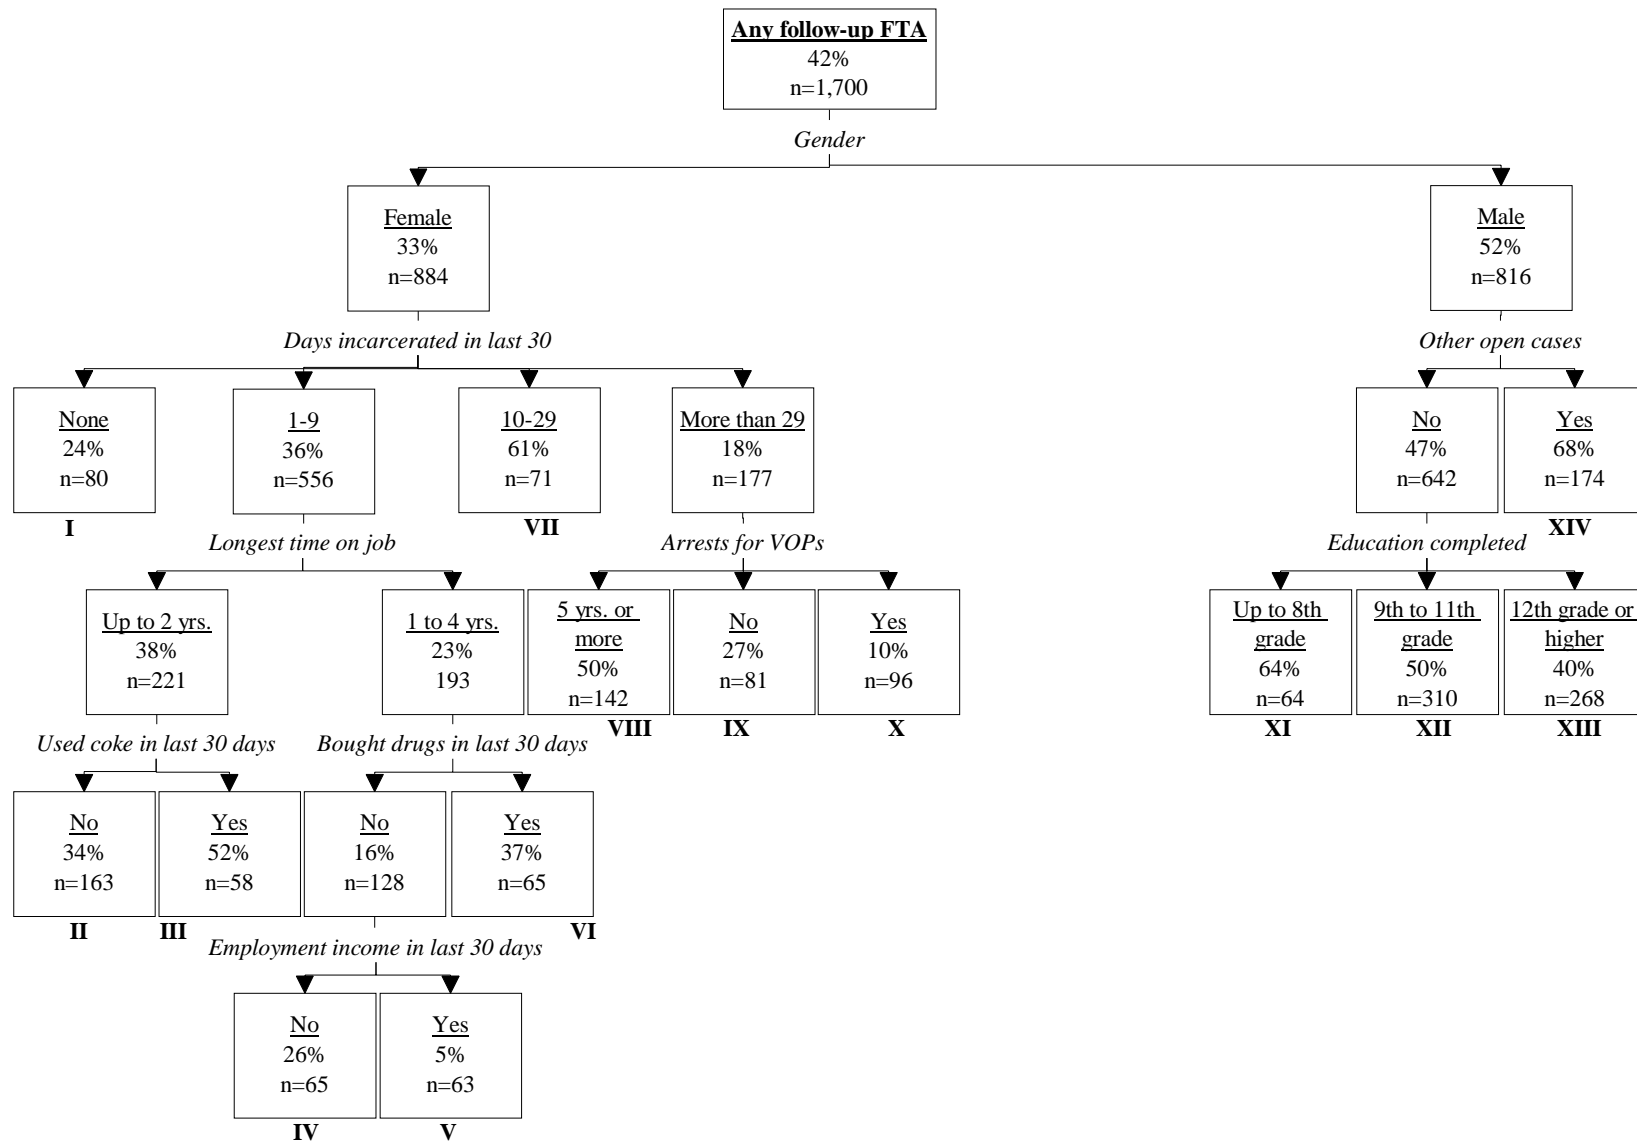 Any follow-up FTA
42%
n=1,700
Gender
Female
33%
n=884
Male
52%
n=816
Days incarcerated in last 30
Other open cases
None
24%
n=80
I
1-9
36%
n=556
10-29
61%
n=71
VII
More than 29
18%
n=177
No
47%
n=642
Yes
68%
n=174
XIV
Longest time on job
Arrests for VOPs
Education completed
Up to 2 yrs.
38%
n=221
1 to 4 yrs.
23%
193
5 yrs. or
more
50%
n=142
VIII
No
27%
n=81
IX
Yes
10%
n=96
X
Up to 8th
grade
64%
n=64
XI
9th to 11th
grade
50%
n=310
XII
12th grade or
higher
40%
n=268
XIII
Used coke in last 30 days
Bought drugs in last 30 days
No
34%
n=163
II
Yes
52%
n=58
III
No
16%
n=128
Yes
37%
n=65
VI
Employment income in last 30 days
No
26%
n=65
IV
Yes
5%
n=63
V